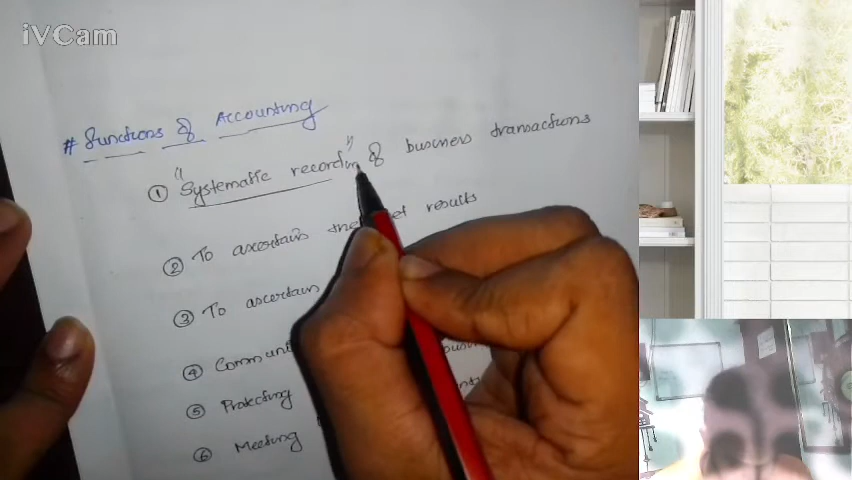 iVCam
# Functions of Accounting
① "Systematic recording" of business transactions
② To ascertain the net results
③ To ascertain
④ Communi
⑤ Protecting
⑥ Meeting